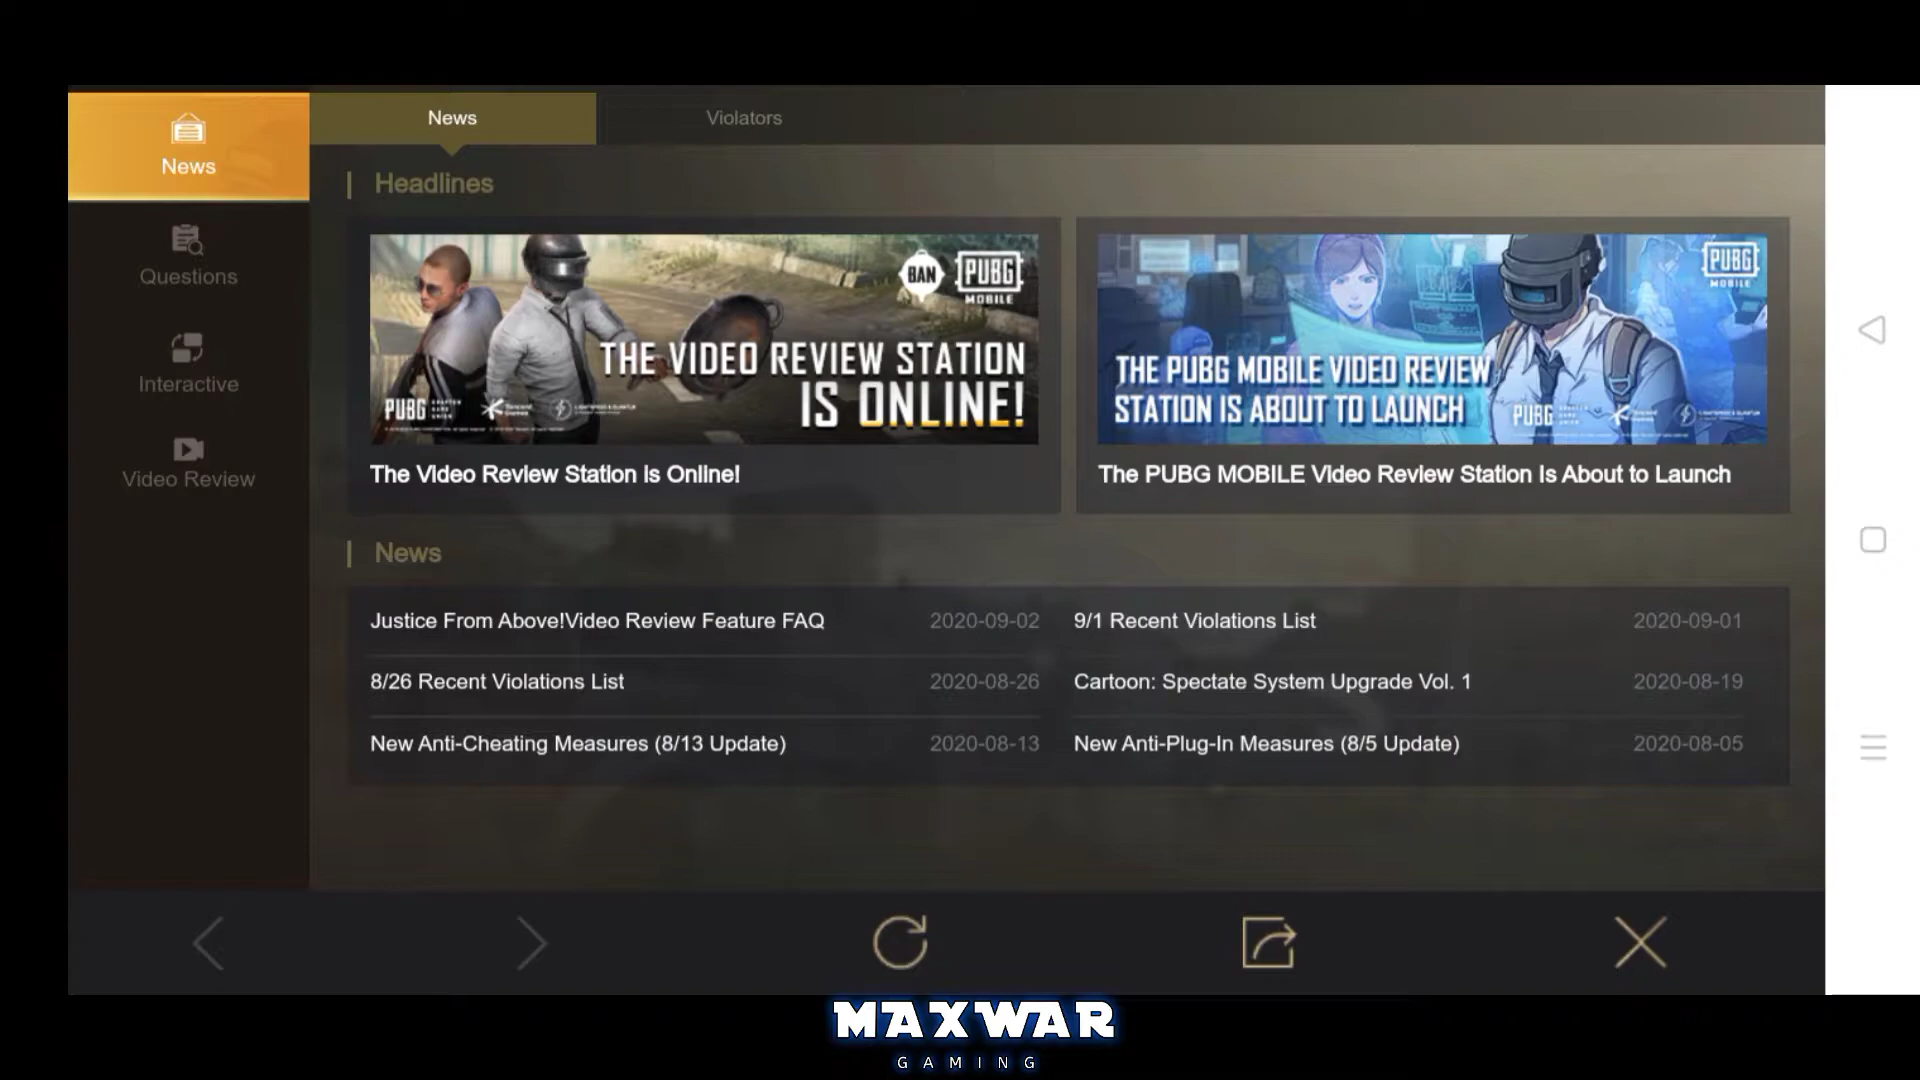 News
Questions
Interactive
Video Review
News
Violators
Headlines
BAN
PUBG
MOBILE
THE VIDEO REVIEW STATION
IS ONLINE!
PUBG
The Video Review Station Is Online!
PUBG
MOBILE
THE PUBG MOBILE VIDEO REVIEW
STATION IS ABOUT TO LAUNCH
PUBG
The PUBG MOBILE Video Review Station Is About to Launch
News
Justice From Above!Video Review Feature FAQ 2020-09-02
9/1 Recent Violations List 2020-09-01
8/26 Recent Violations List 2020-08-26
Cartoon: Spectate System Upgrade Vol. 1 2020-08-19
New Anti-Cheating Measures (8/13 Update) 2020-08-13
New Anti-Plug-In Measures (8/5 Update) 2020-08-05
MAXWAR
GAMING